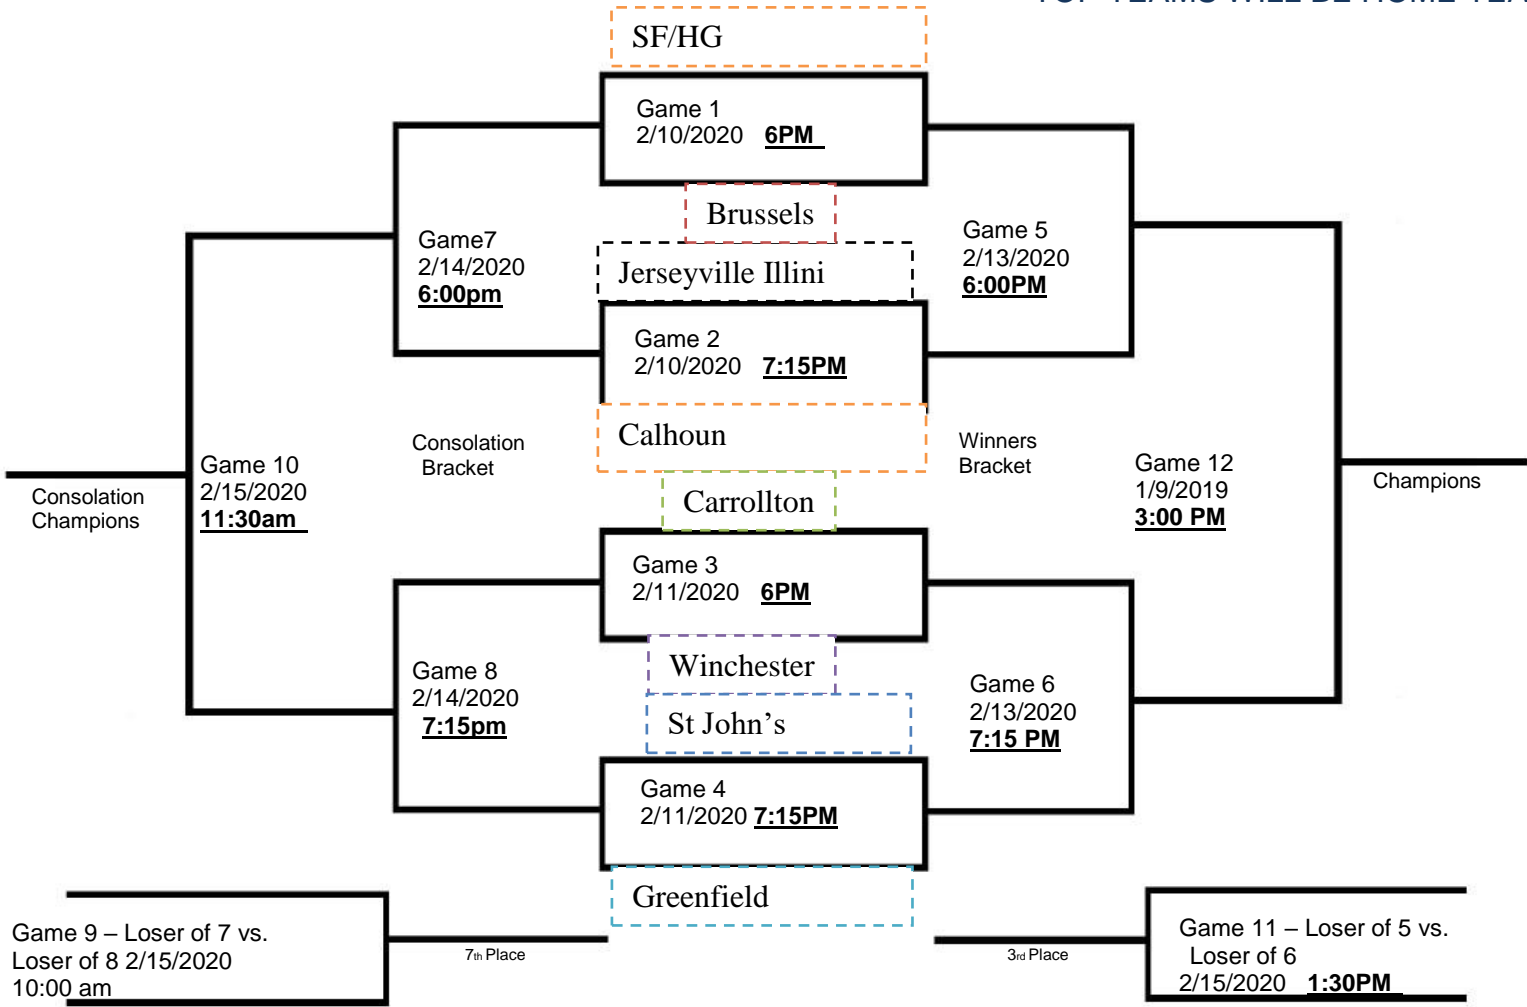 SF/HG
Game 1
2/10/2020 6PM
Brussels
Game7
2/14/2020
6:00pm
Game 5
2/13/2020
6:00PM
Jerseyville Illini
Game 2
2/10/2020 7:15PM
Calhoun
Consolation
Bracket
Winners
Bracket
Game 10
2/15/2020
11:30am
Consolation
Champions
Game 12
1/9/2019
3:00 PM
Champions
Carrollton
Game 3
2/11/2020 6PM
Winchester
Game 8
2/14/2020
7:15pm
Game 6
2/13/2020
7:15 PM
St John’s
Game 4
2/11/2020 7:15PM
Greenfield
Game 9 – Loser of 7 vs.
Loser of 8 2/15/2020
10:00 am
7th Place
3rd Place
Game 11 – Loser of 5 vs.
Loser of 6
2/15/2020 1:30PM